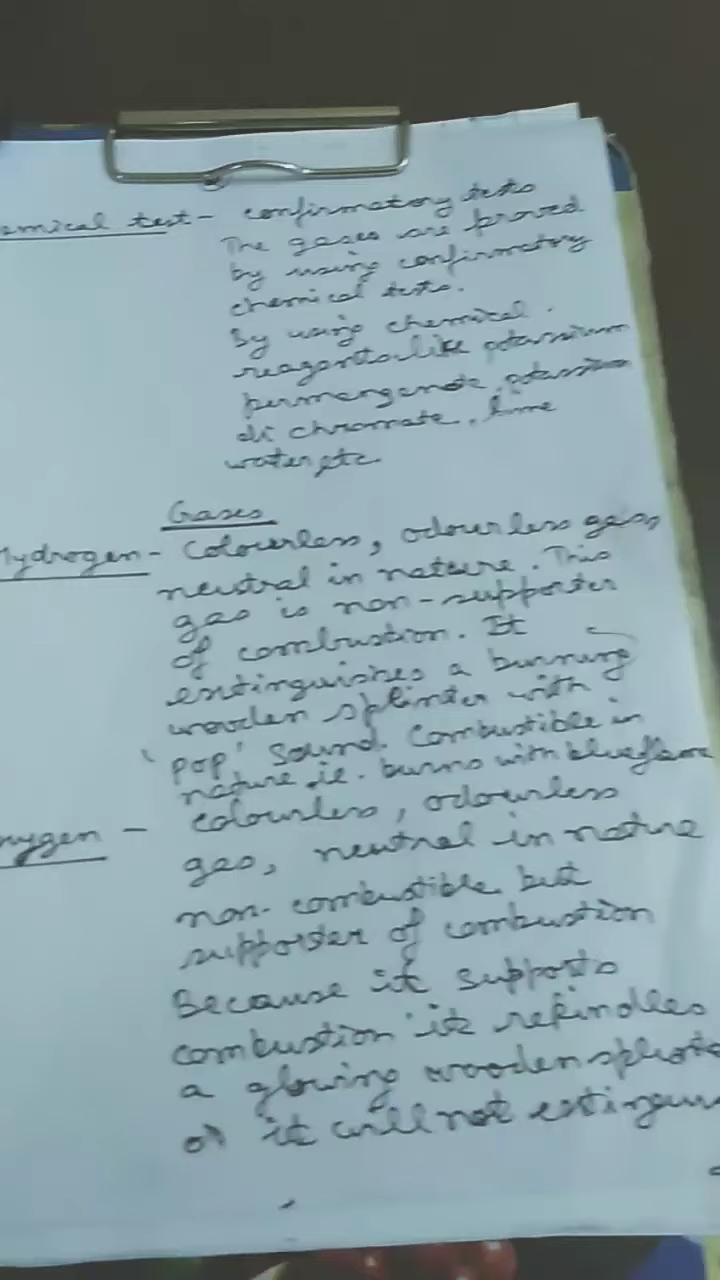 emical test - confirmatory tests
The gases are proved
by using confirmatory
chemical tests.
By using chemical
reagents like potassium
permanganate, potassium
di chromate, lime
water etc.
Gases
Hydrogen - Colourless, odourless gas,
neutral in nature. This
gas is non-supporter
of combustion. It
extinguishes a burning
wooden splinter with
'pop' sound. Combustible in
nature i.e. burns with blue flame
xygen - colourless, odourless
gas, neutral in nature
non-combustible but
supporter of combustion
Because it supports
combustion it rekindles
a glowing wooden
or it will not